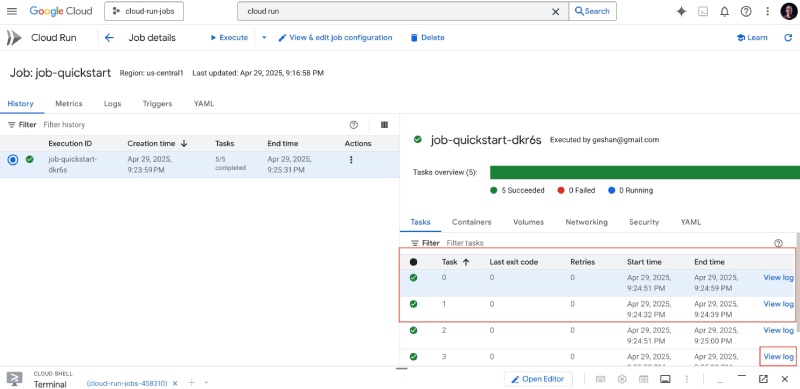 Google Cloud
cloud-run-jobs
cloud run
Search
Cloud Run
Job details
Execute
View & edit job configuration
Delete
Learn
Job: job-quickstart
Region: us-central1
Last updated: Apr 29, 2025, 9:16:58 PM
History Metrics Logs Triggers YAML
Filter Filter history
Execution ID Creation time Tasks End time Actions
job-quickstart-
dkr6s
Apr 29, 2025,
9:23:59 PM
5/5
completed
Apr 29, 2025,
9:25:31 PM
job-quickstart-dkr6s Executed by geshan@gmail.com
Tasks overview (5):
5 Succeeded 0 Failed 0 Running
Tasks Containers Volumes Networking Security YAML
Filter Filter tasks
Task Last exit code Retries Start time End time
0 0 0 Apr 29, 2025, Apr 29, 2025, View log
9:24:51 PM 9:24:59 PM
1 0 0 Apr 29, 2025, Apr 29, 2025, View log
9:24:32 PM 9:24:39 PM
2 0 0 Apr 29, 2025, Apr 29, 2025, View log
9:24:51 PM 9:25:00 PM
3 0 0 Apr 29, 2025, Apr 29, 2025, View log
CLOUD SHELL
Terminal
(cloud-run-jobs-458310)
Open Editor